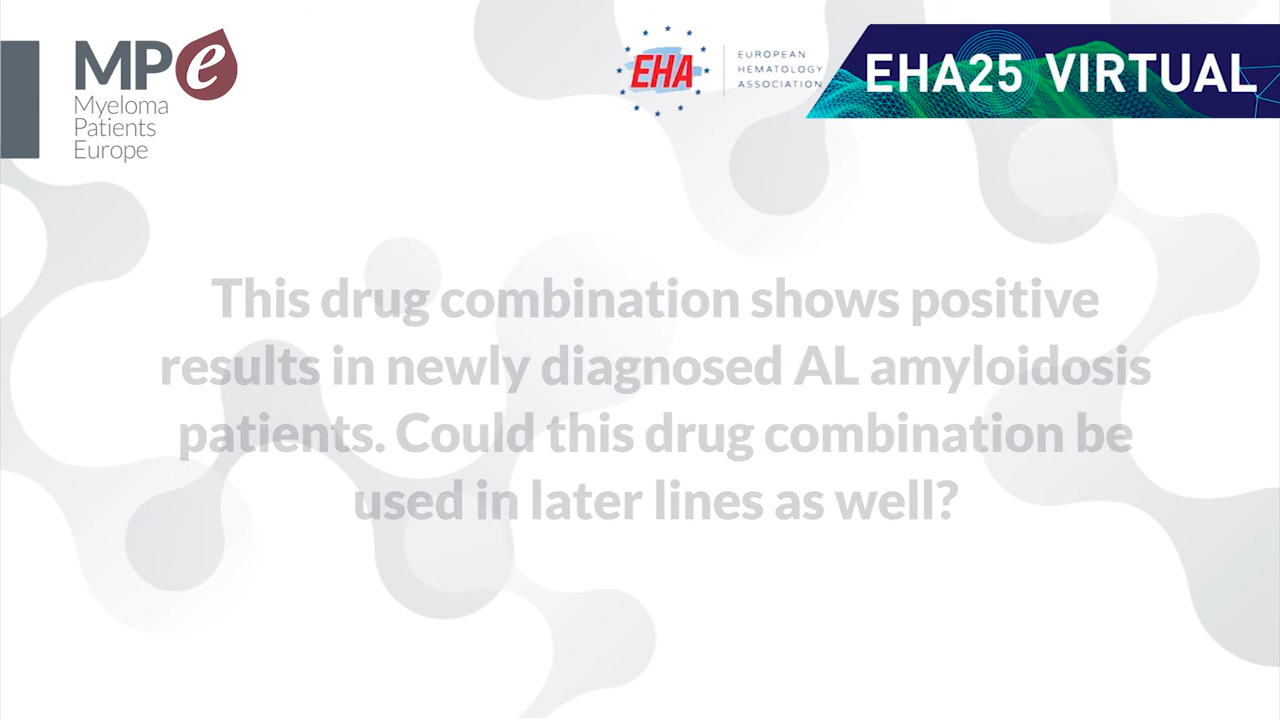 MPe
Myeloma
Patients
Europe
EHA
EUROPEAN
HEMATOLOGY
ASSOCIATION
EHA25 VIRTUAL
This drug combination shows positive
results in newly diagnosed AL amyloidosis
patients. Could this drug combination be
used in later lines as well?